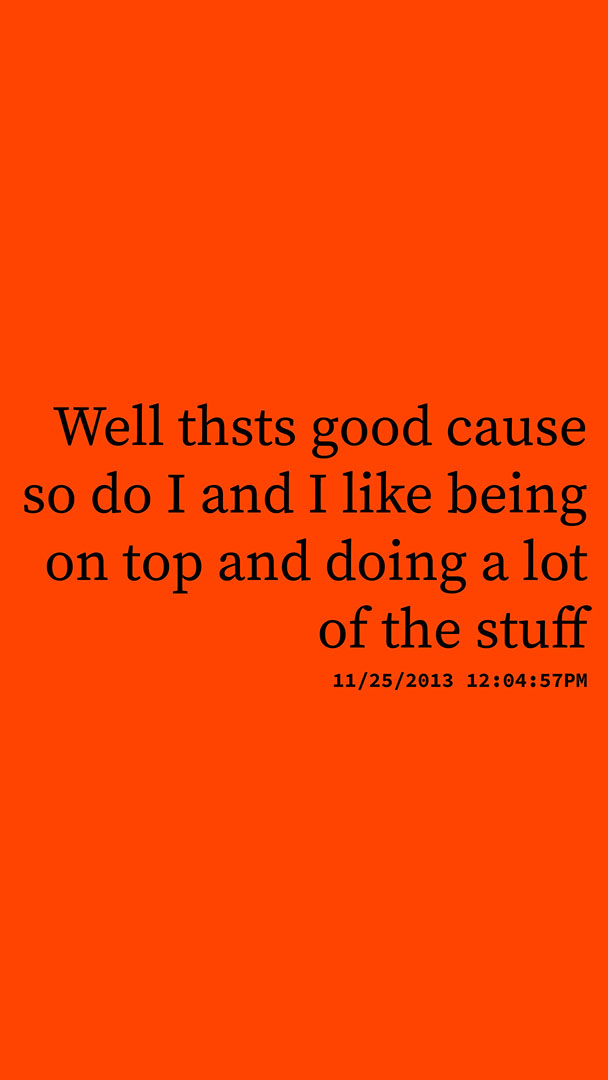 Well thsts good cause
so do I and I like being
on top and doing a lot
of the stuff
11/25/2013 12:04:57PM